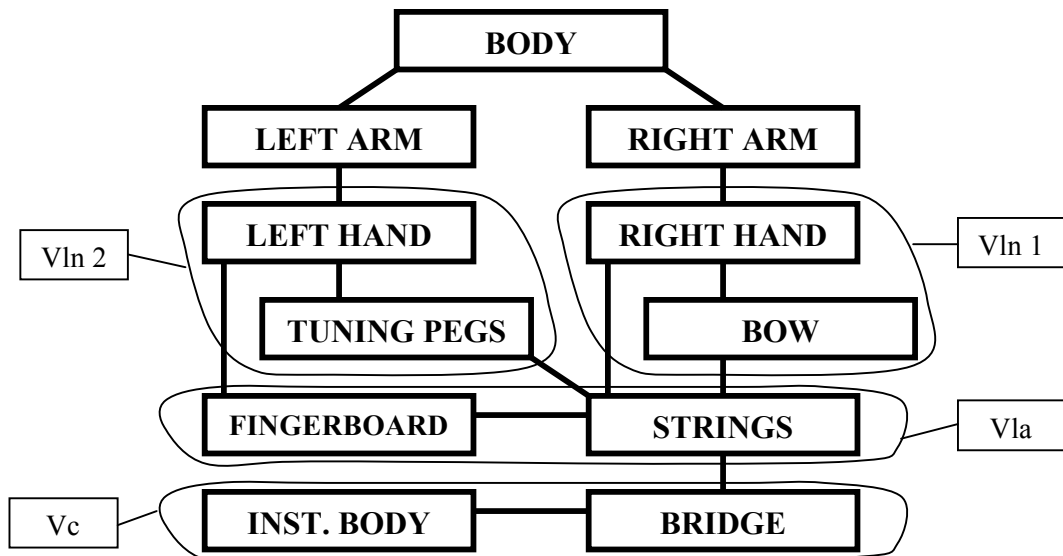 BODY
LEFT ARM
RIGHT ARM
LEFT HAND
RIGHT HAND
Vln 2
Vln 1
TUNING PEGS
BOW
FINGERBOARD
STRINGS
Vla
Vc
INST. BODY
BRIDGE